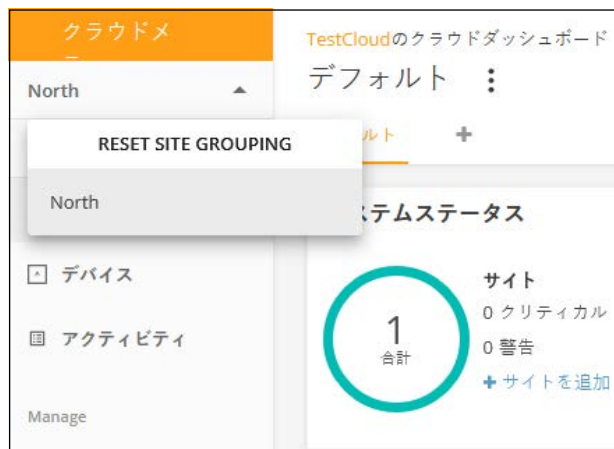 クラウドメ
TestCloudのクラウドダッシュボード
North
デフォルト
RESET SITE GROUPING
ルト
North
ステムステータス
デバイス
アクティビティ
Manage
1
合計
サイト
0 クリティカル
0 警告
+ サイトを追加